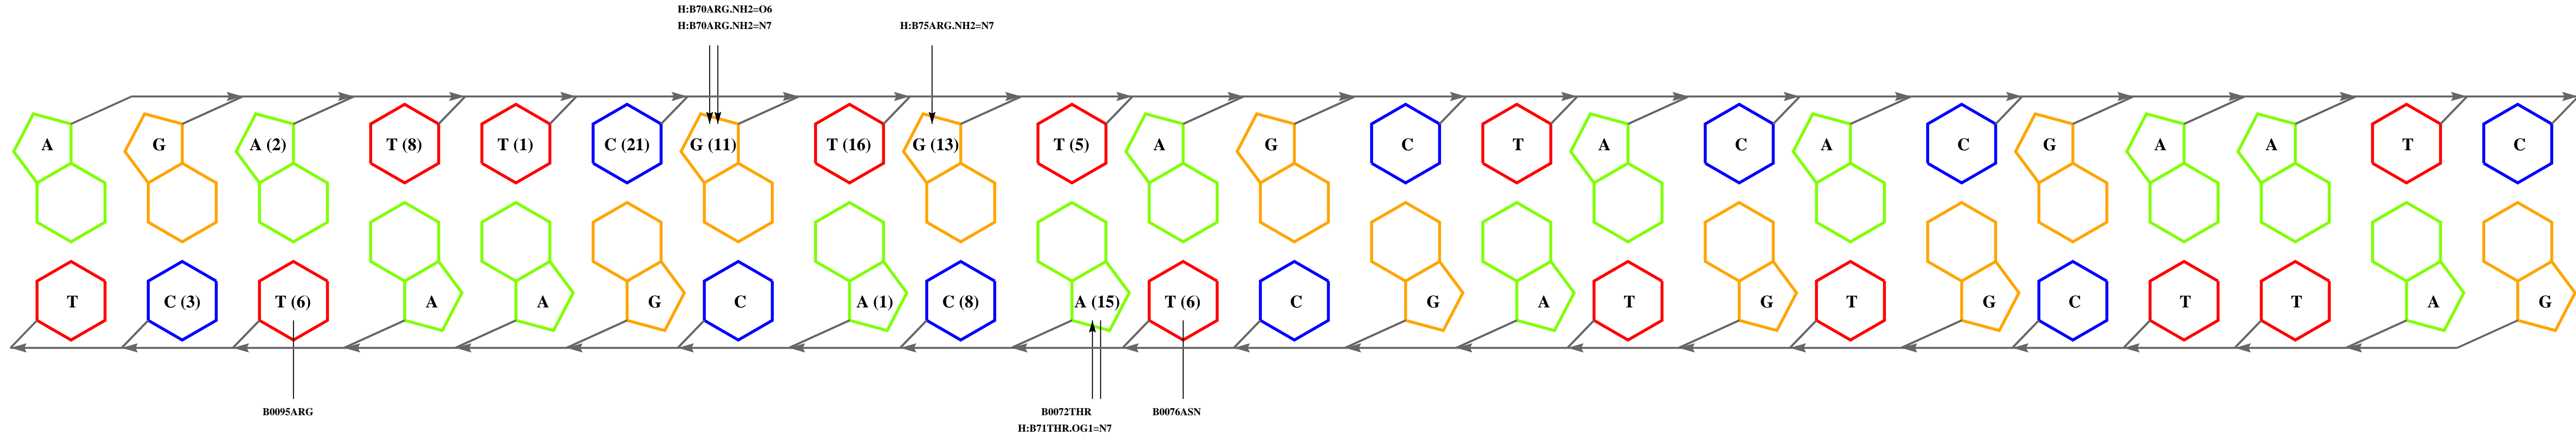 H:B70ARG.NH2=O6
H:B70ARG.NH2=N7 H:B75ARG.NH2=N7
A G A (2) T (8) T (1) C (21) G (11) T (16) G (13) T (5) A G C T A C A C G A A T C
T C (3) T (6) A A G C A (1) C (8) A (15) T (6) C G A T G T G C T T A G
B0095ARG B0072THR B0076ASN
H:B71THR.OG1=N7